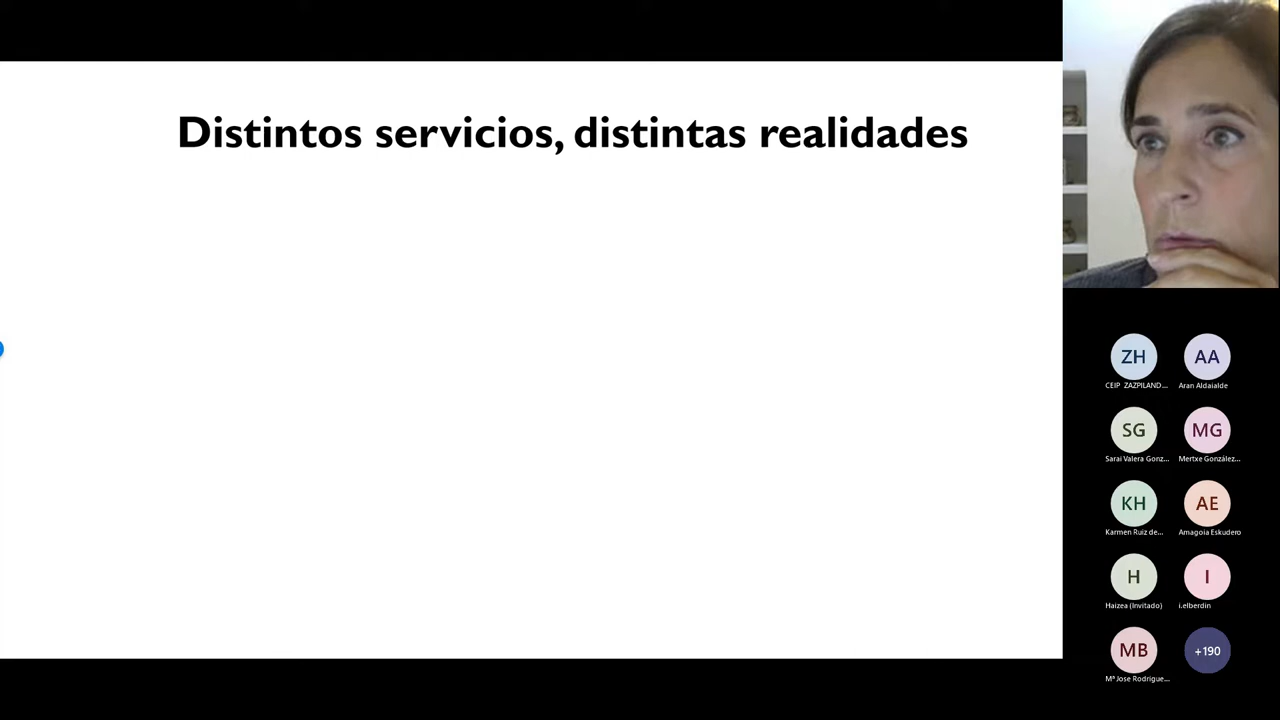 Distintos servicios, distintas realidades
ZH
AA
CEIP ZAZPILAND...
Aran Aldaialde
SG
MG
Sarai Valera Gonz...
Mertxe González...
KH
AE
Karmen Ruiz de...
Amagoia Eskudero
H
I
Haizea (Invitado)
i.elberdin
MB
+190
Mª Jose Rodrigue...